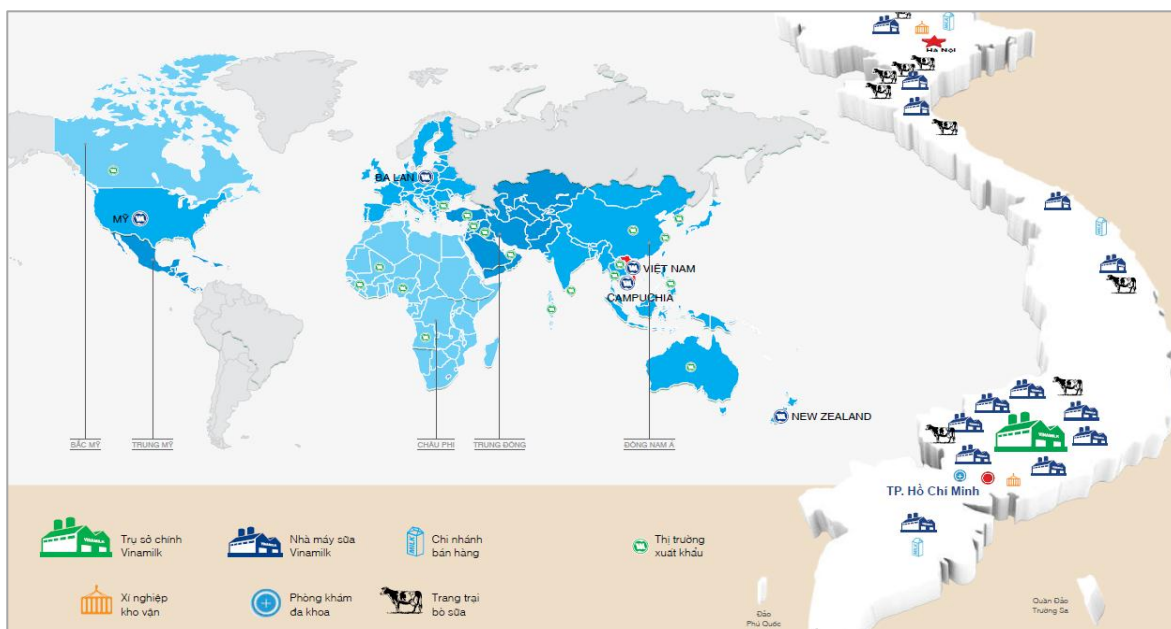 Hà Nội
BA LAN
MỸ
VIỆT NAM
CAMPUCHIA
NEW ZEALAND
BẮC MỸ
TRUNG MỸ
CHÂU PHI
TRUNG ĐÔNG
ĐÔNG NAM Á
VINAMILK
TP. Hồ Chí Minh
MILK
Trụ sở chính
Vinamilk
Nhà máy sữa
Vinamilk
Chi nhánh
bán hàng
Thị trường
xuất khẩu
Xí nghiệp
kho vận
Phòng khám
đa khoa
Trang trại
bò sữa
Đảo
Phú Quốc
Quần Đảo
Trường Sa